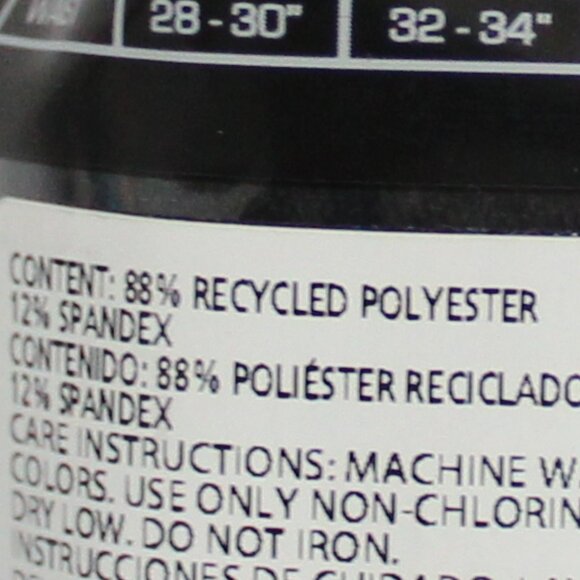 28 - 30" 32 - 34"
CONTENT: 88% RECYCLED POLYESTER
12% SPANDEX
CONTENIDO: 88% POLIÉSTER RECICLADO
12% SPANDEX
CARE INSTRUCTIONS: MACHINE
COLORS. USE ONLY NON-CHLORIN
DRY LOW. DO NOT IRON.
INSTRUCCIONES DE CUIDADO: